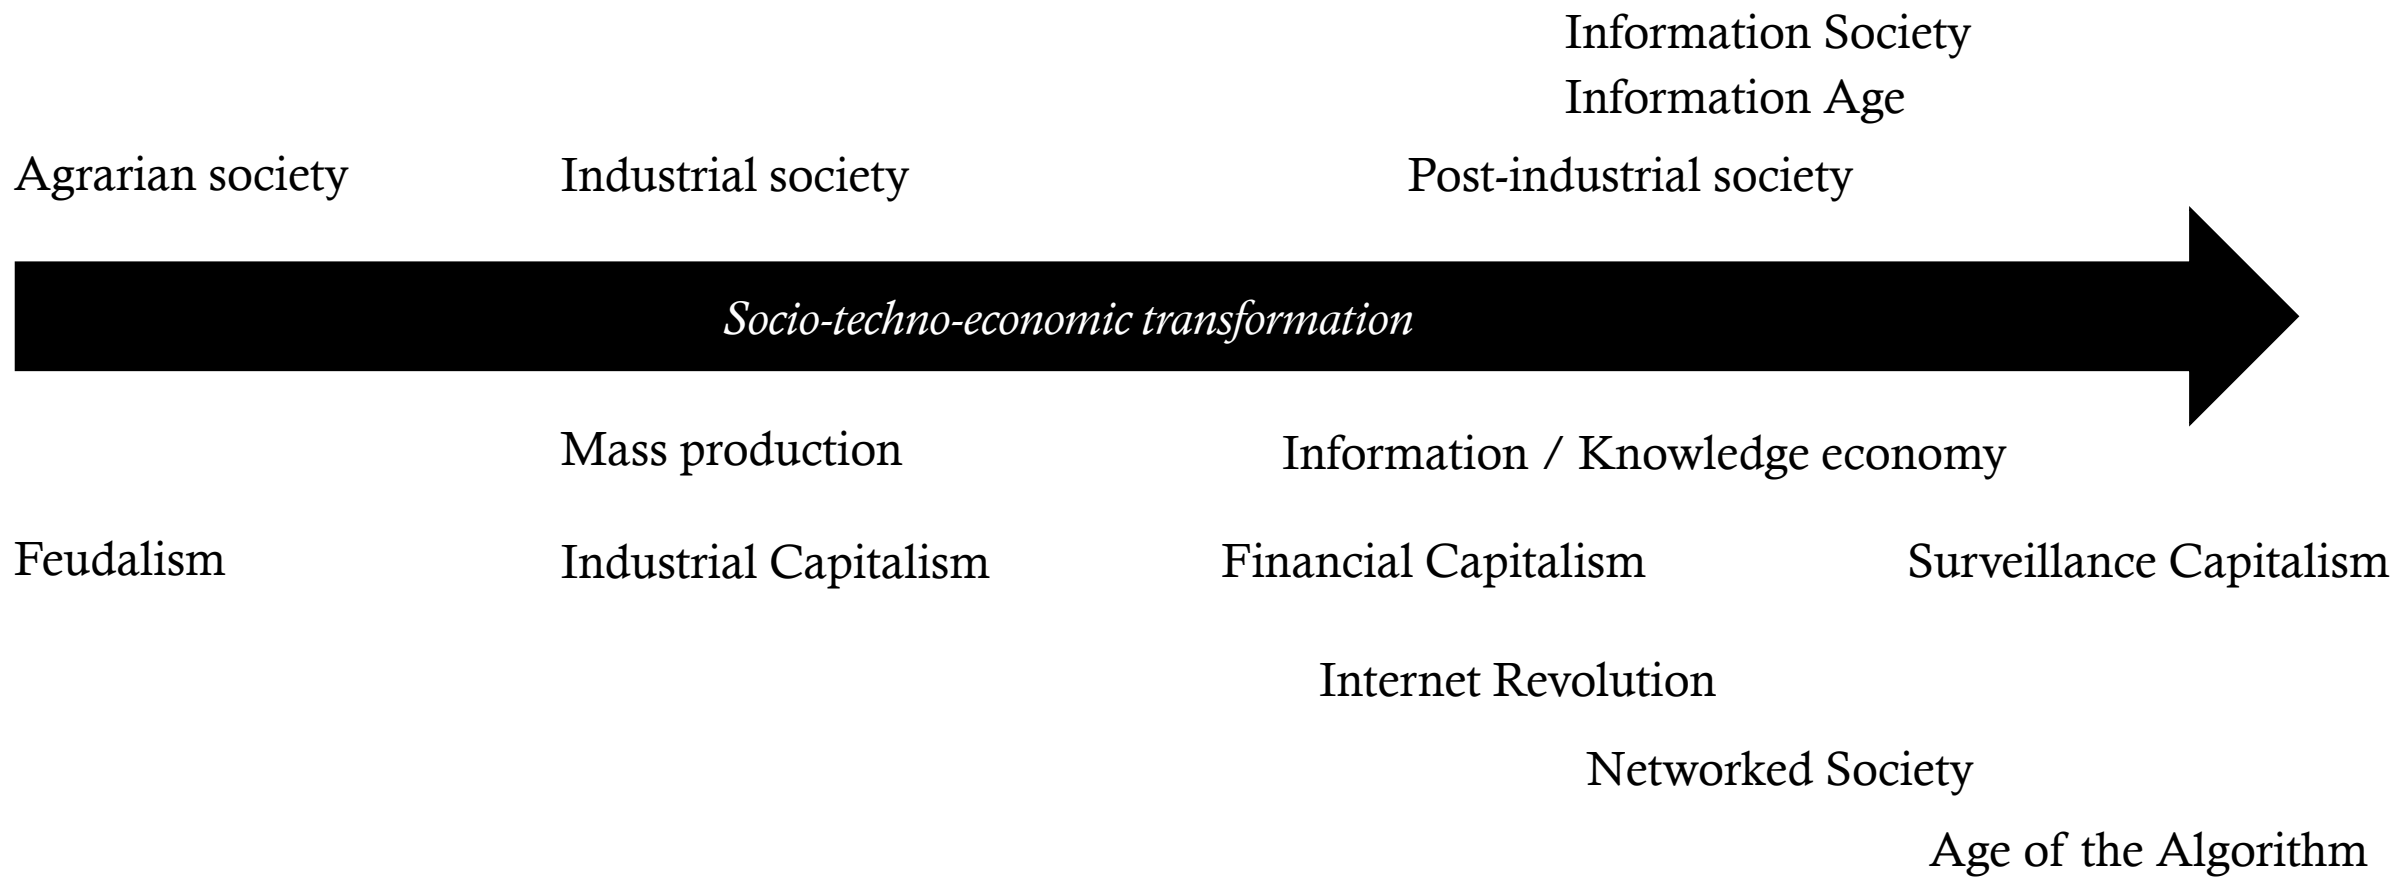 Information Society
Information Age
Agrarian society
Industrial society
Post-industrial society
Socio-techno-economic transformation
Mass production
Information / Knowledge economy
Feudalism
Industrial Capitalism
Financial Capitalism
Surveillance Capitalism
Internet Revolution
Networked Society
Age of the Algorithm